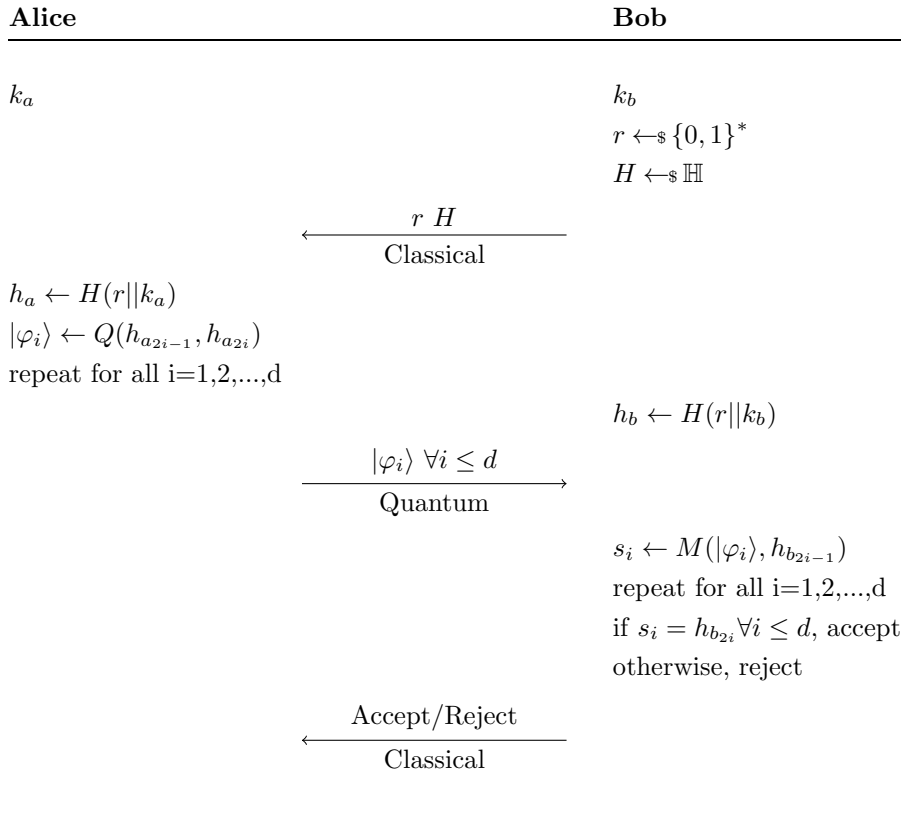 Alice Bob
k_a k_b
r ←$ {0, 1}^*
H ←$ ℍ
r H
Classical
h_a ← H(r||k_a)
|φ_i⟩ ← Q(h_{a_{2i−1}}, h_{a_{2i}})
repeat for all i=1,2,...,d
h_b ← H(r||k_b)
|φ_i⟩ ∀i ≤ d
Quantum
s_i ← M(|φ_i⟩, h_{b_{2i−1}})
repeat for all i=1,2,...,d
if s_i = h_{b_{2i}} ∀i ≤ d, accept
otherwise, reject
Accept/Reject
Classical